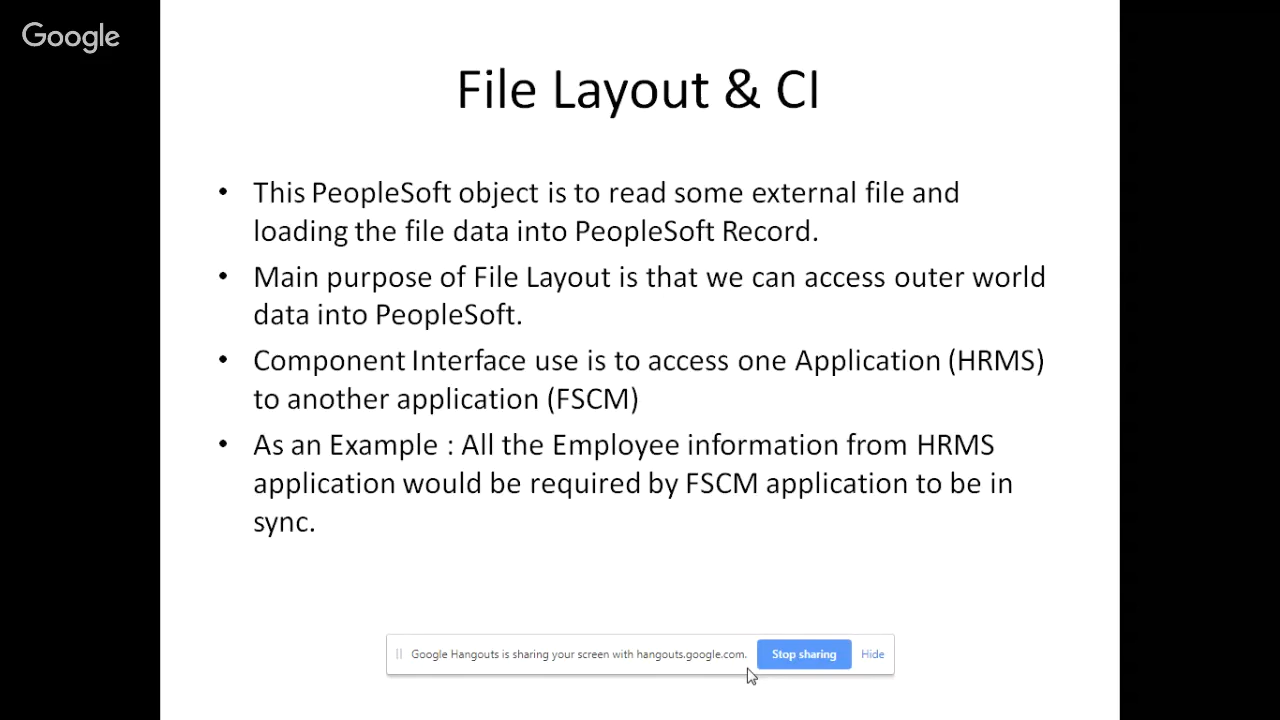 Google
File Layout & CI
• This PeopleSoft object is to read some external file and
loading the file data into PeopleSoft Record.
• Main purpose of File Layout is that we can access outer world
data into PeopleSoft.
• Component Interface use is to access one Application (HRMS)
to another application (FSCM)
• As an Example : All the Employee information from HRMS
application would be required by FSCM application to be in
sync.
Google Hangouts is sharing your screen with hangouts.google.com. Stop sharing Hide